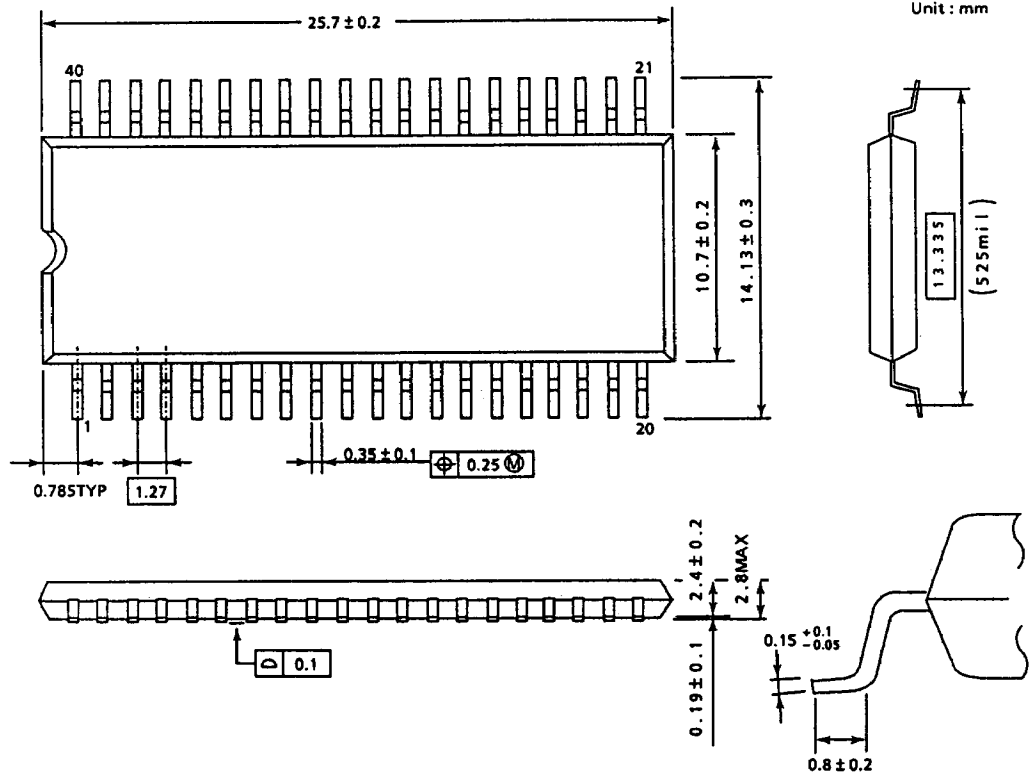 Unit : mm
25.7 ± 0.2
40
21
10.7 ± 0.2
14.13 ± 0.3
13.335
(525mil)
1
20
0.35 ± 0.1
⌖ 0.25 Ⓜ
0.785TYP
1.27
2.4 ± 0.2
2.8MAX
0.19 ± 0.1
⌓ 0.1
0.15 +0.1 -0.05
0.8 ± 0.2